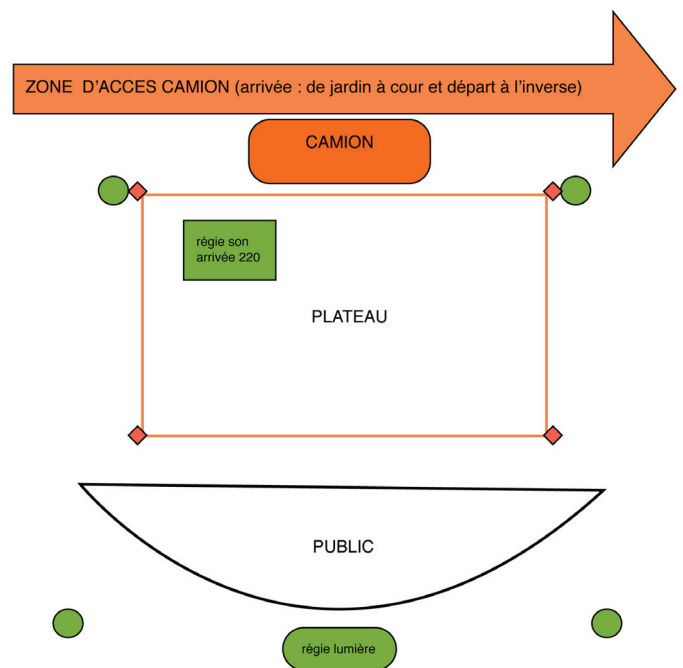 ZONE  D'ACCES CAMION (arrivée : de jardin à cour et départ à l'inverse)
CAMION
régie son
arrivée 220
PLATEAU
PUBLIC
régie lumière